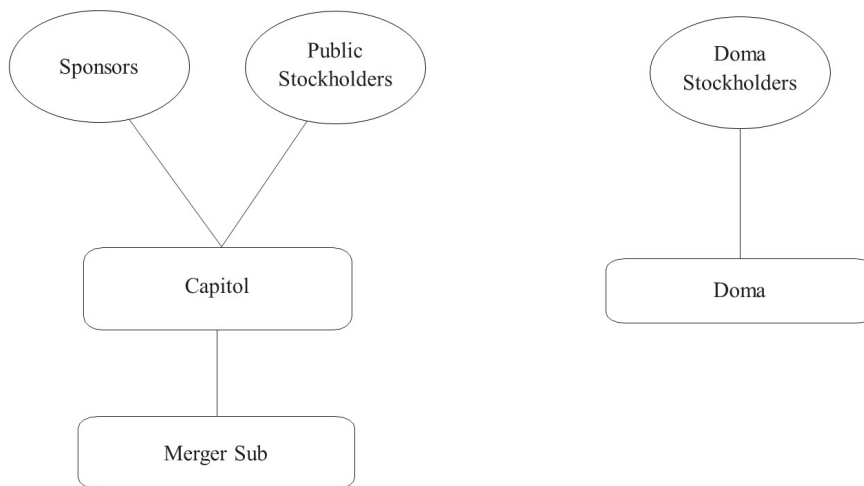 Sponsors
Public
Stockholders
Doma
Stockholders
Capitol
Doma
Merger Sub